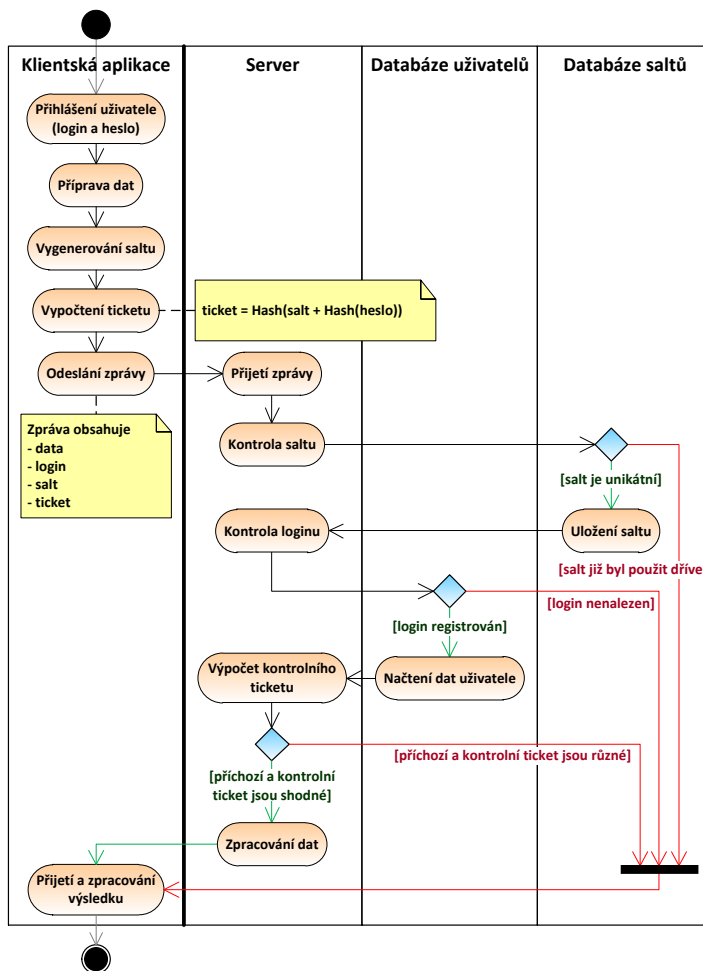 Klientská aplikace
Server
Databáze uživatelů
Databáze saltů
Přihlášení uživatele
(login a heslo)
Příprava dat
Vygenerování saltu
Vypočtení ticketu
ticket = Hash(salt + Hash(heslo))
Odeslání zprávy
Přijetí zprávy
Zpráva obsahuje
- data
- login
- salt
- ticket
Kontrola saltu
[salt je unikátní]
Kontrola loginu
Uložení saltu
[salt již byl použit dříve]
[login nenalezen]
[login registrován]
Výpočet kontrolního
ticketu
Načtení dat uživatele
[příchozí a kontrolní ticket jsou různé]
[příchozí a kontrolní
ticket jsou shodné]
Zpracování dat
Přijetí a zpracování
výsledku